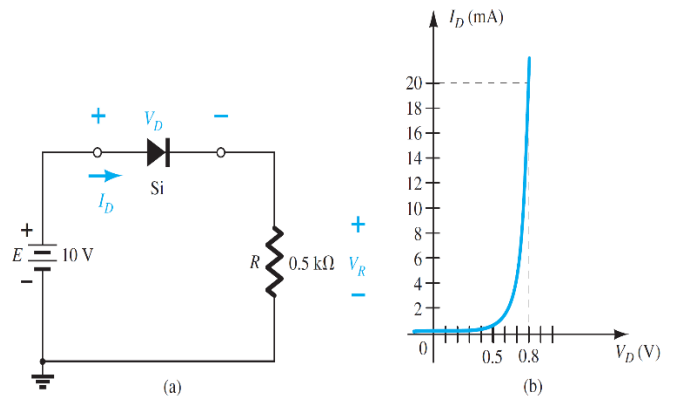 + V_D −
I_D
Si
+
E 10 V
−
R 0.5 kΩ
+
V_R
−
(a)
I_D (mA)
20
18
16
14
12
10
8
6
4
2
0
0.5 0.8
V_D (V)
(b)